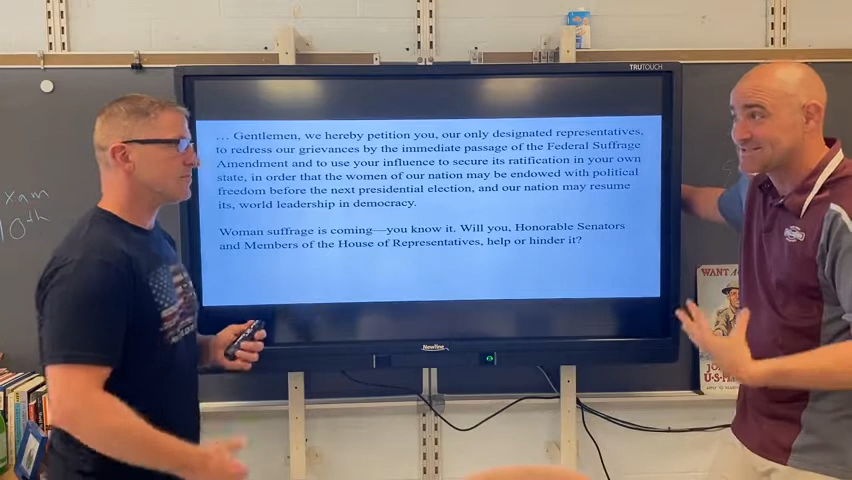 TRUTOUCH
... Gentlemen, we hereby petition you, our only designated representatives,
to redress our grievances by the immediate passage of the Federal Suffrage
Amendment and to use your influence to secure its ratification in your own
state, in order that the women of our nation may be endowed with political
freedom before the next presidential election, and our nation may resume
its, world leadership in democracy.
Woman suffrage is coming—you know it. Will you, Honorable Senators
and Members of the House of Representatives, help or hinder it?
Newline
xam
10th
WANT
U·S·